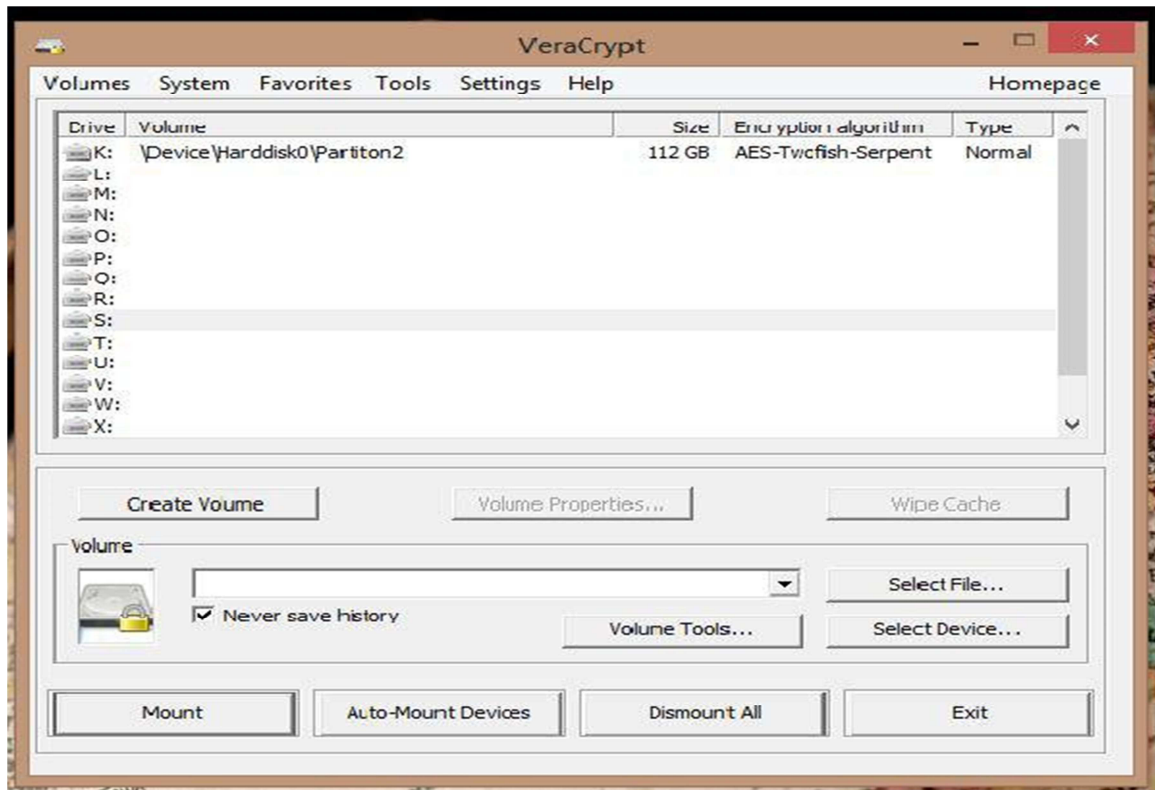 VeraCrypt
Volumes System Favorites Tools Settings Help Homepage
Drive Volume Size Encryption algorithm Type
K: \Device\Harddisk0\Partiton2 112 GB AES-Twofish-Serpent Normal
L:
M:
N:
O:
P:
Q:
R:
S:
T:
U:
V:
W:
X:
Create Voume Volume Properties... Wipe Cache
Volume
Select File...
Never save history
Volume Tools... Select Device...
Mount Auto-Mount Devices Dismount All Exit